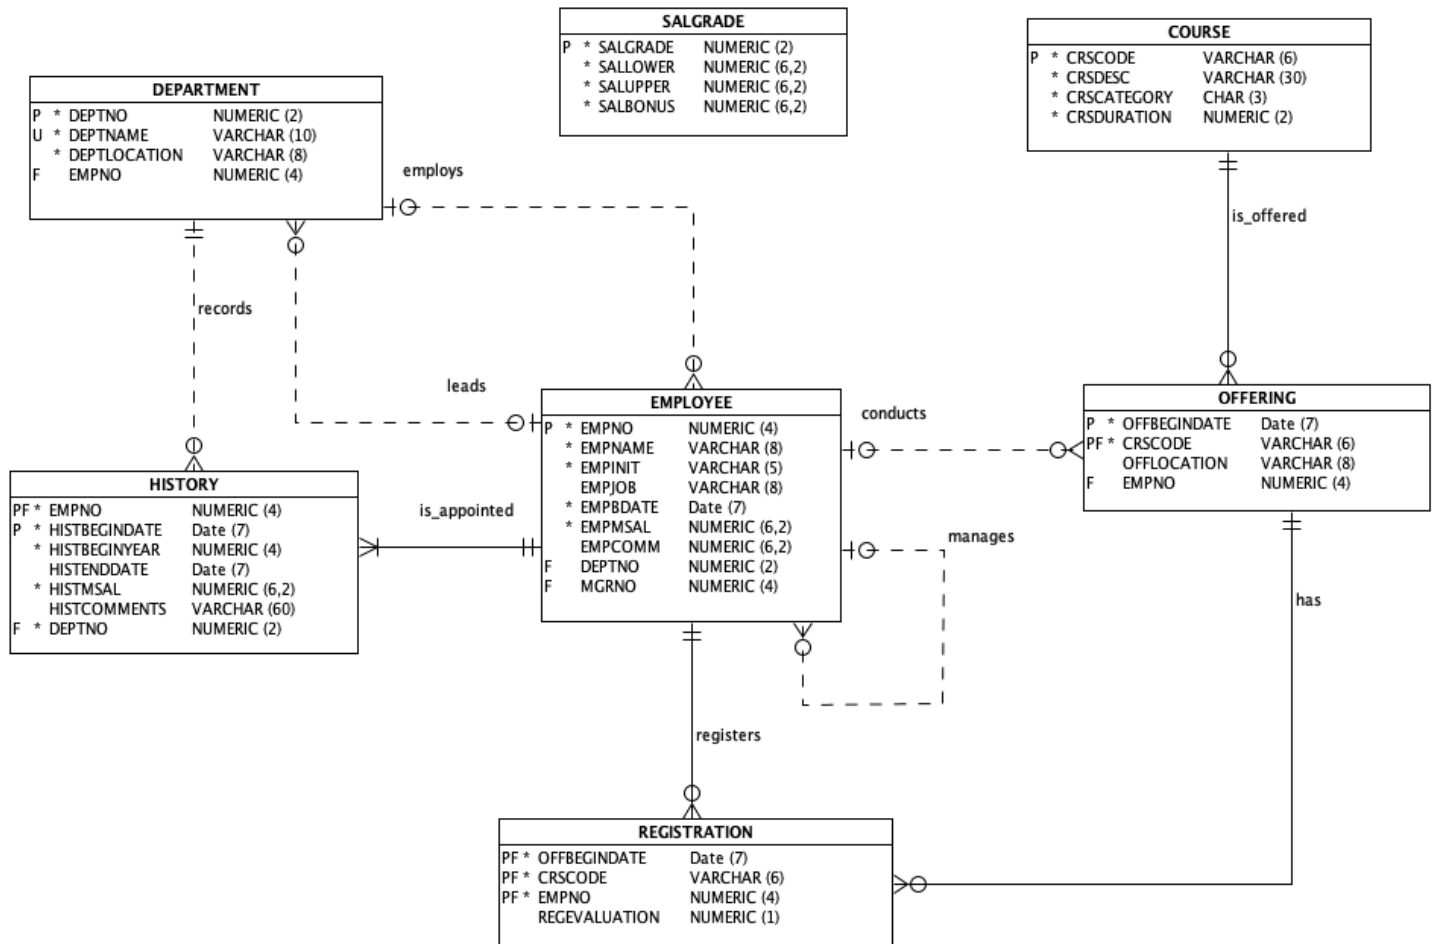 SALGRADE
P * SALGRADE NUMERIC (2)
* SALLOWER NUMERIC (6,2)
* SALUPPER NUMERIC (6,2)
* SALBONUS NUMERIC (6,2)
COURSE
P * CRSCODE VARCHAR (6)
* CRSDESC VARCHAR (30)
* CRSCATEGORY CHAR (3)
* CRSDURATION NUMERIC (2)
DEPARTMENT
P * DEPTNO NUMERIC (2)
U * DEPTNAME VARCHAR (10)
* DEPTLOCATION VARCHAR (8)
F EMPNO NUMERIC (4)
employs
is_offered
records
leads
EMPLOYEE
P * EMPNO NUMERIC (4)
* EMPNAME VARCHAR (8)
* EMPINIT VARCHAR (5)
EMPJOB VARCHAR (8)
* EMPBDATE Date (7)
* EMPMSAL NUMERIC (6,2)
EMPCOMM NUMERIC (6,2)
F DEPTNO NUMERIC (2)
F MGRNO NUMERIC (4)
conducts
OFFERING
P * OFFBEGINDATE Date (7)
PF * CRSCODE VARCHAR (6)
OFFLOCATION VARCHAR (8)
F EMPNO NUMERIC (4)
HISTORY
PF * EMPNO NUMERIC (4)
P * HISTBEGINDATE Date (7)
* HISTBEGINYEAR NUMERIC (4)
HISTENDDATE Date (7)
* HISTMSAL NUMERIC (6,2)
HISTCOMMENTS VARCHAR (60)
F * DEPTNO NUMERIC (2)
is_appointed
manages
has
registers
REGISTRATION
PF * OFFBEGINDATE Date (7)
PF * CRSCODE VARCHAR (6)
PF * EMPNO NUMERIC (4)
REGEVALUATION NUMERIC (1)